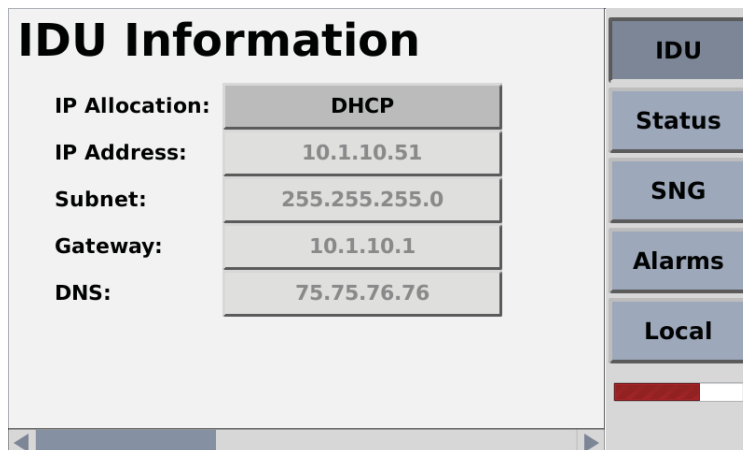 IDU Information
IP Allocation: DHCP
IP Address: 10.1.10.51
Subnet: 255.255.255.0
Gateway: 10.1.10.1
DNS: 75.75.76.76
IDU
Status
SNG
Alarms
Local